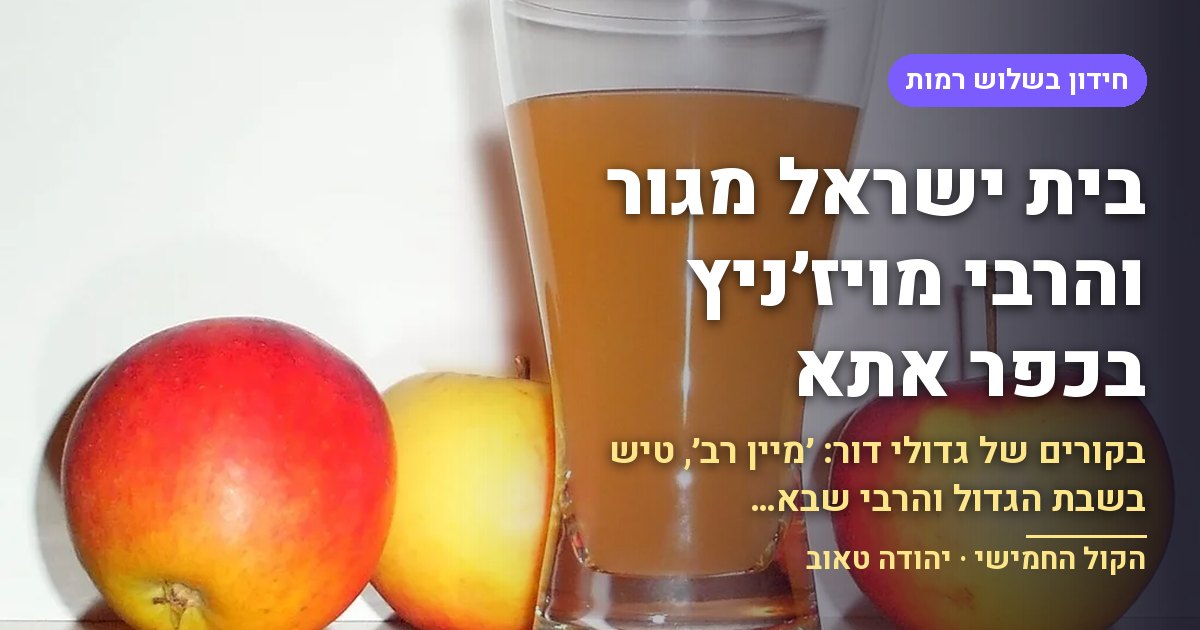 חידון בשלוש רמות
בית ישראל מגור
והרבי מויז׳ניץ
בכפר אתא
בקורים של גדולי דור: ׳מיין רב׳, טיש
בשבת הגדול והרבי שבא...
הקול החמישי · יהודה טאוב